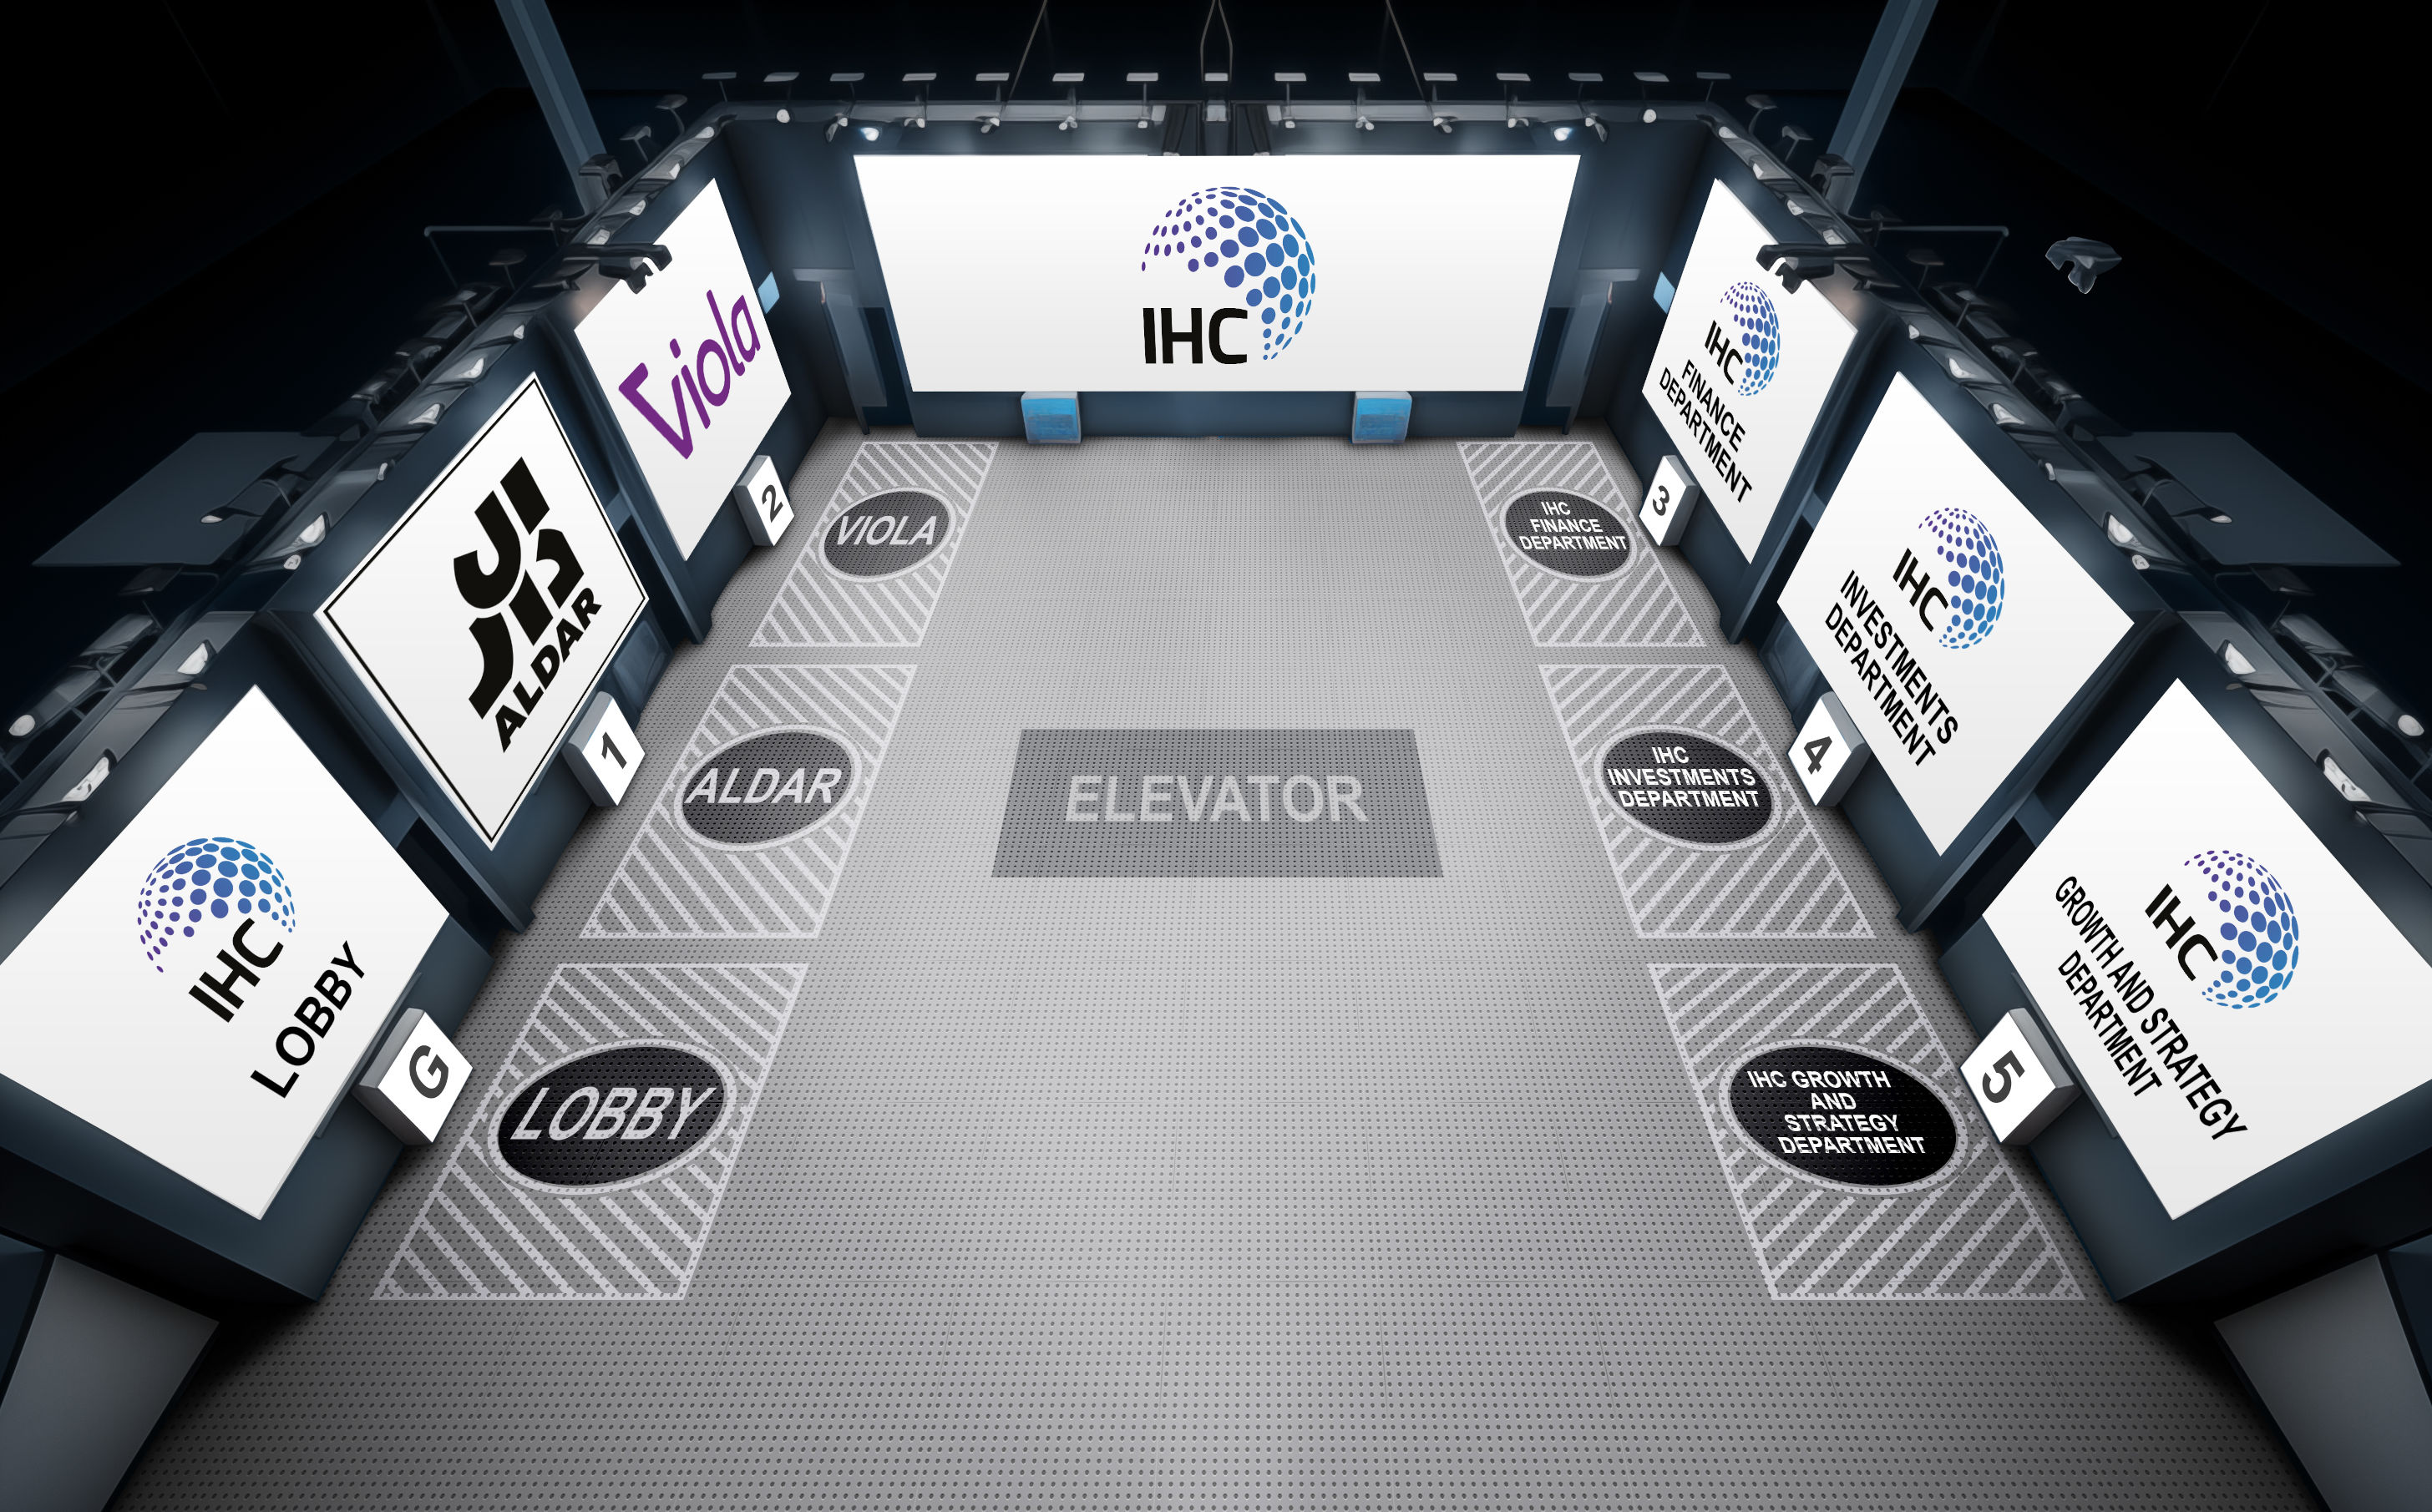 IHC
Viola
2
VIOLA
الدار
ALDAR
1
ALDAR
IHC
LOBBY
G
LOBBY
ELEVATOR
IHC
FINANCE
DEPARTMENT
3
IHC
FINANCE
DEPARTMENT
IHC
INVESTMENTS
DEPARTMENT
4
IHC
INVESTMENTS
DEPARTMENT
IHC
GROWTH AND STRATEGY
DEPARTMENT
5
IHC GROWTH
AND
STRATEGY
DEPARTMENT